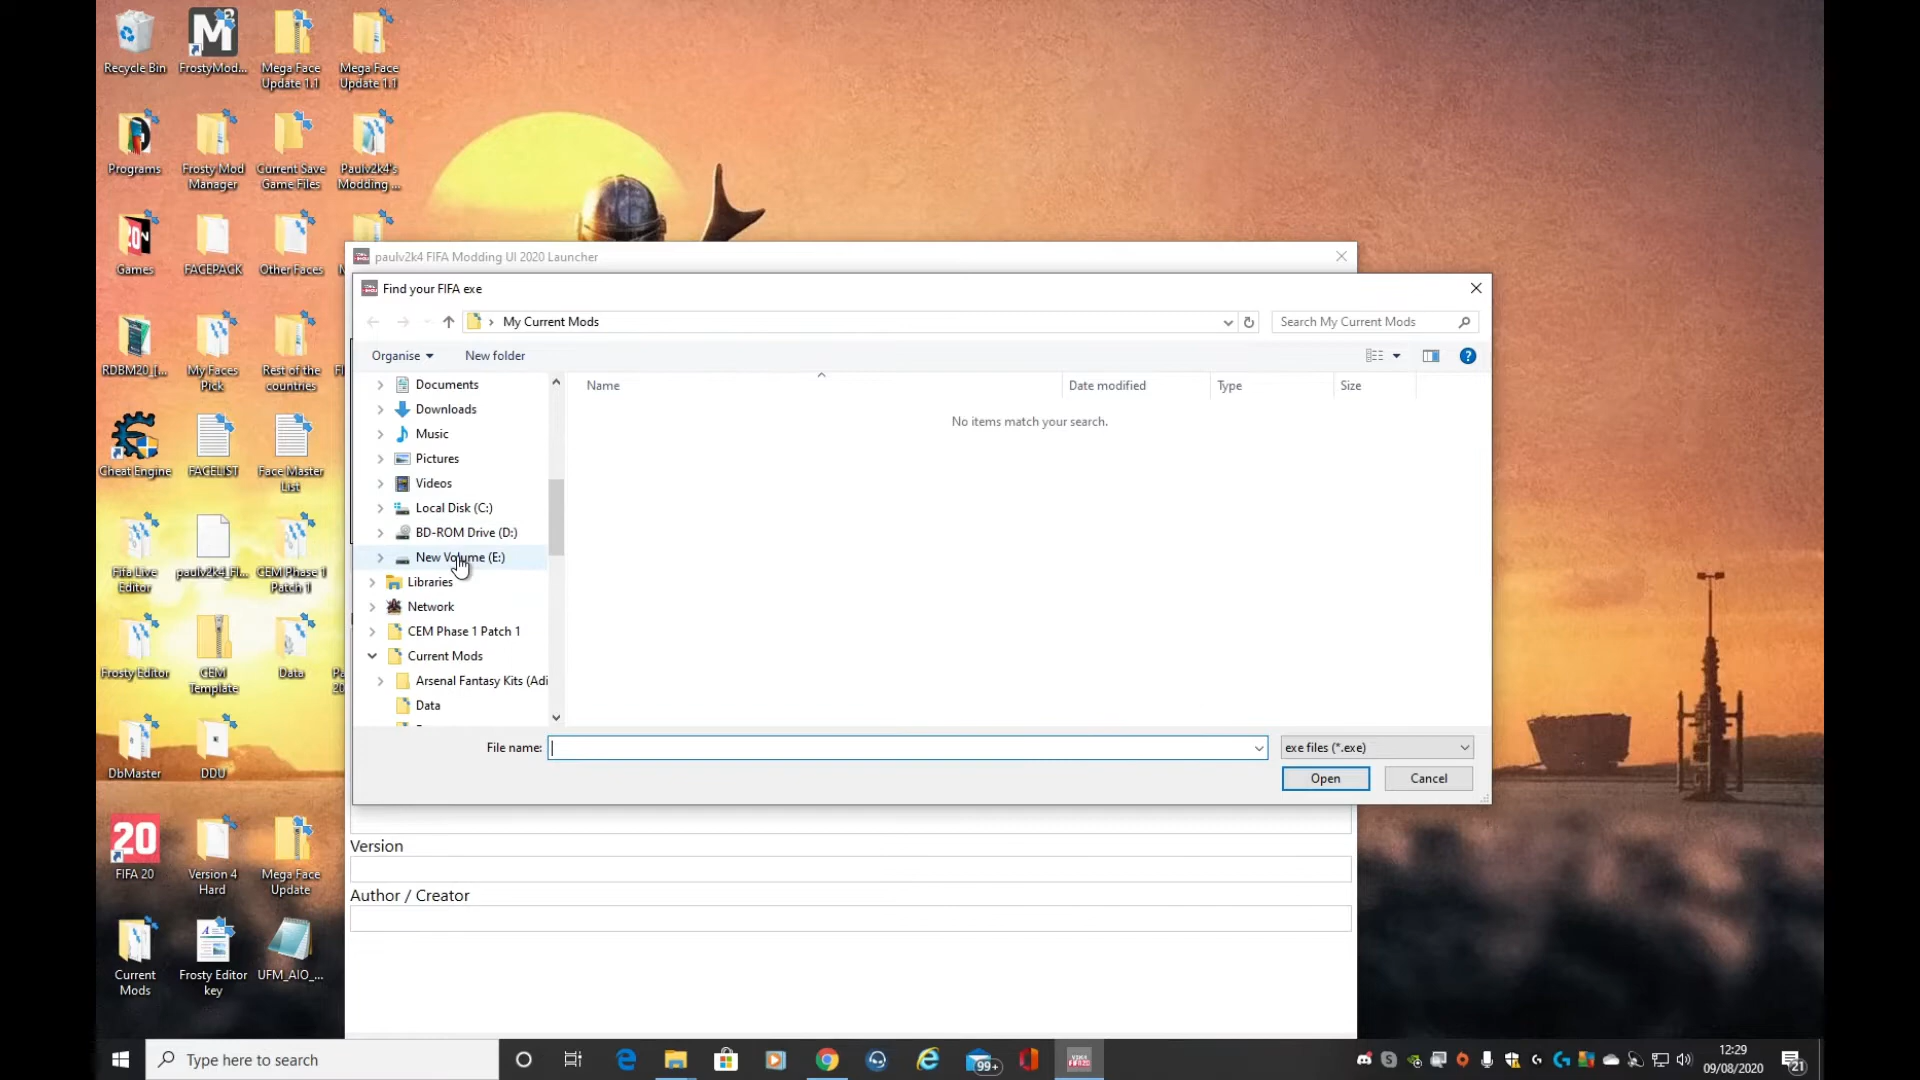 Recycle Bin
FrostyMod...
Mega Face
Update 1.1
Mega Face
Update 1.1
Programs
Frosty Mod
Manager
Current Save
Game Files
Paulv2k4's
Modding ...
Games
FACEPACK
Other Faces
RDBM20_[...
My Faces
Pick
Rest of the
countries
Cheat Engine
FACELIST
Face Master
List
Fifa Live
Editor
paulv2k4_FI...
CEM Phase 1
Patch 1
Frosty Editor
CEM
Template
Data
DbMaster
DDU
20
FIFA 20
Version 4
Hard
Mega Face
Update
Current
Mods
Frosty Editor
key
UFM_AIO_...
paulv2k4 FIFA Modding UI 2020 Launcher
Find your FIFA exe
My Current Mods
Search My Current Mods
Organise
New folder
Documents
Downloads
Music
Pictures
Videos
Local Disk (C:)
BD-ROM Drive (D:)
New Volume (E:)
Libraries
Network
CEM Phase 1 Patch 1
Current Mods
Arsenal Fantasy Kits (Adi
Data
Name
Date modified
Type
Size
No items match your search.
File name:
exe files (*.exe)
Open
Cancel
Version
Author / Creator
Type here to search
99+
12:29
09/08/2020
21